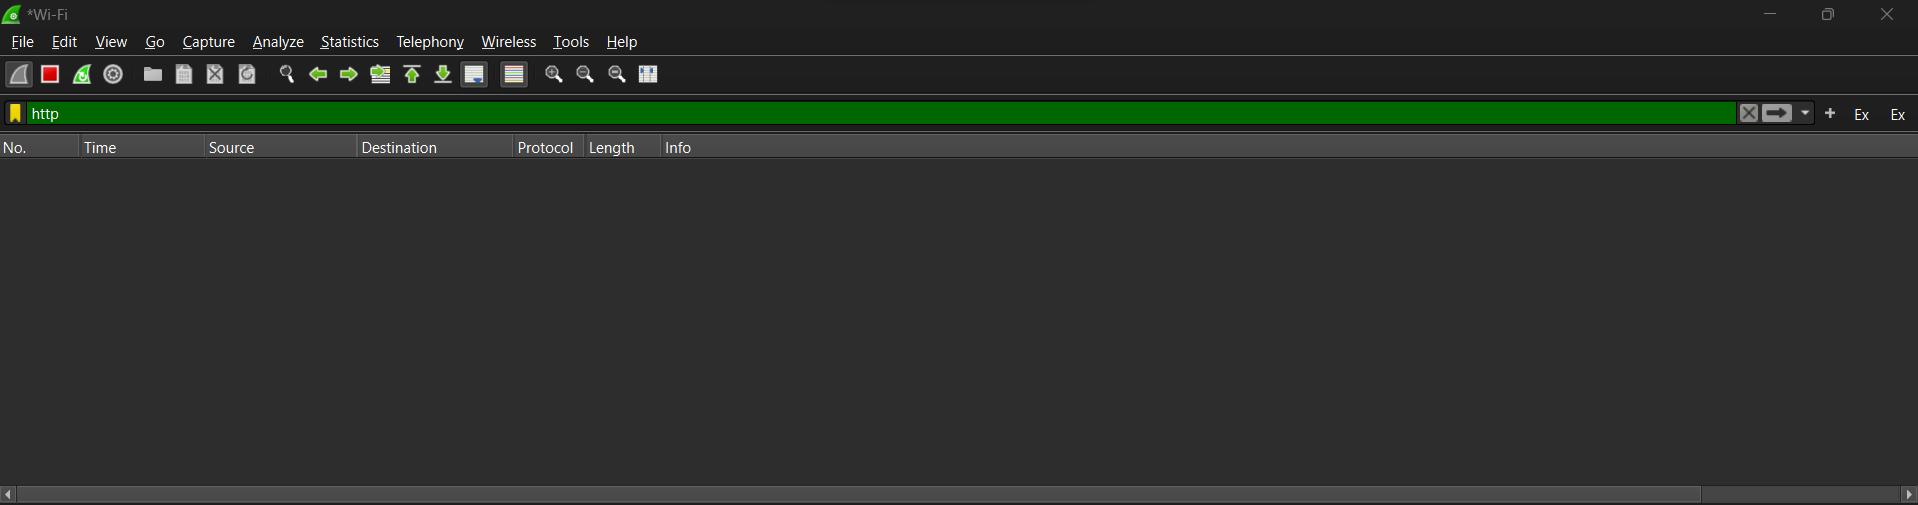 *Wi-Fi
File Edit View Go Capture Analyze Statistics Telephony Wireless Tools Help
http
Ex Ex
No. Time Source Destination Protocol Length Info